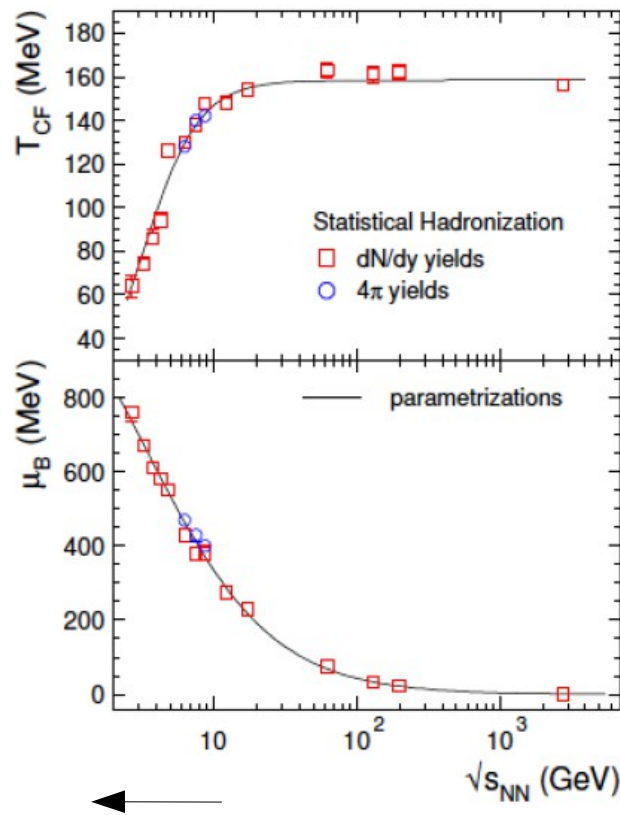 T_CF (MeV)
180
160
140
120
100
80
60
40
Statistical Hadronization
dN/dy yields
4π yields
μ_B (MeV)
800
600
400
200
0
parametrizations
10
10²
10³
√s_NN (GeV)